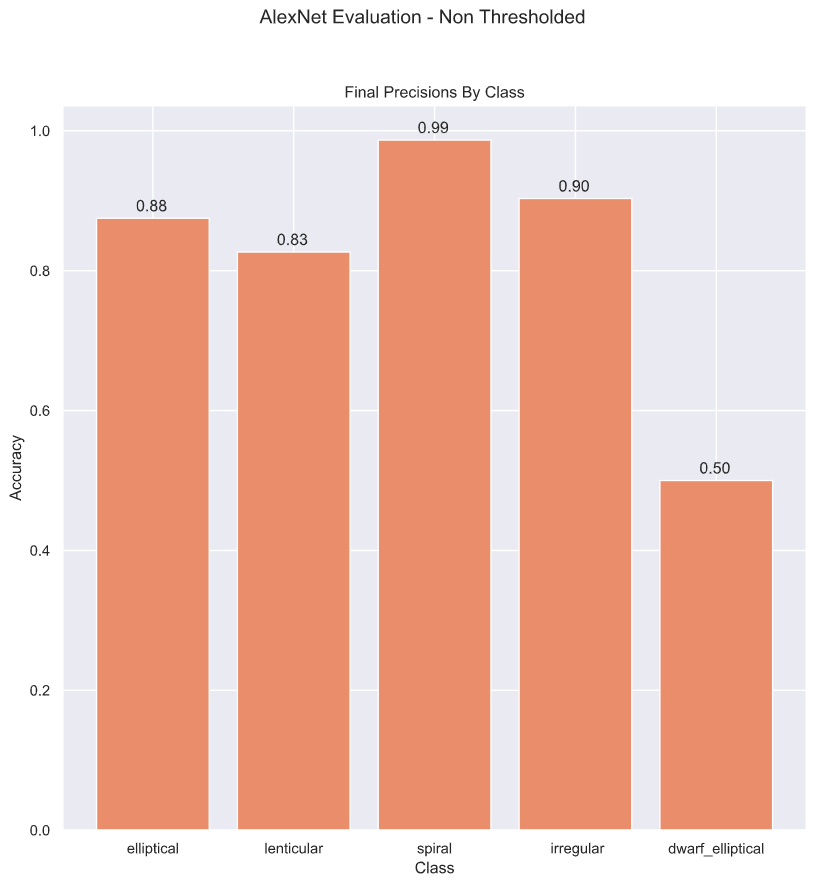 AlexNet Evaluation - Non Thresholded
Final Precisions By Class
1.0
0.8
0.6
0.4
0.2
0.0
Accuracy
0.88
0.83
0.99
0.90
0.50
elliptical
lenticular
spiral
irregular
dwarf_elliptical
Class